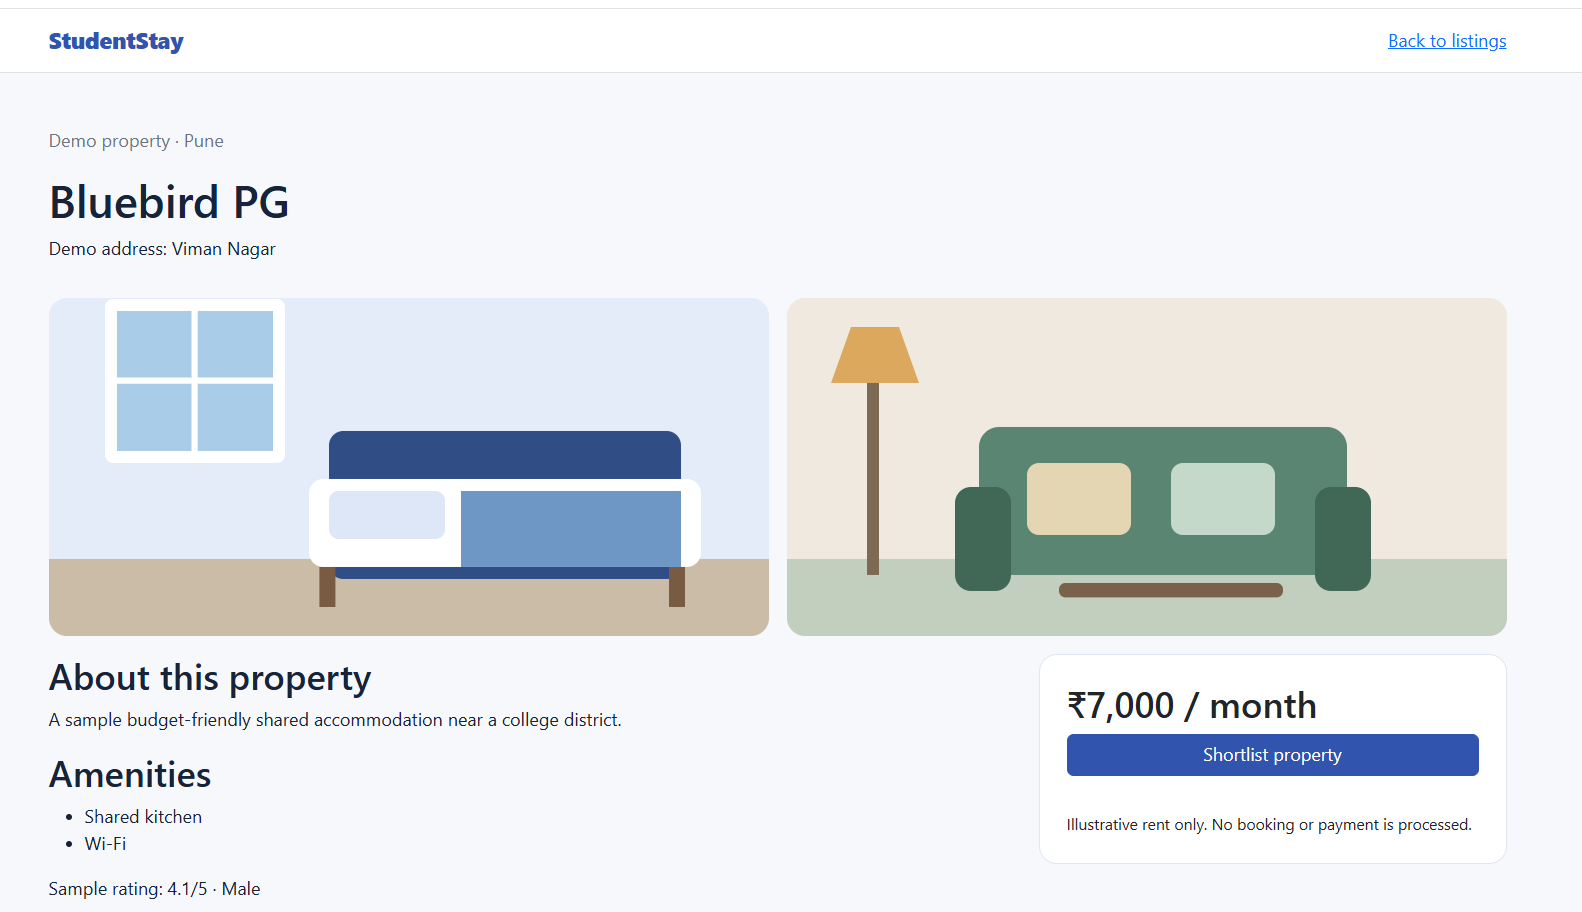 StudentStay
Back to listings
Demo property · Pune
Bluebird PG
Demo address: Viman Nagar
About this property
A sample budget-friendly shared accommodation near a college district.
Amenities
• Shared kitchen
• Wi-Fi
Sample rating: 4.1/5 · Male
₹7,000 / month
Shortlist property
Illustrative rent only. No booking or payment is processed.